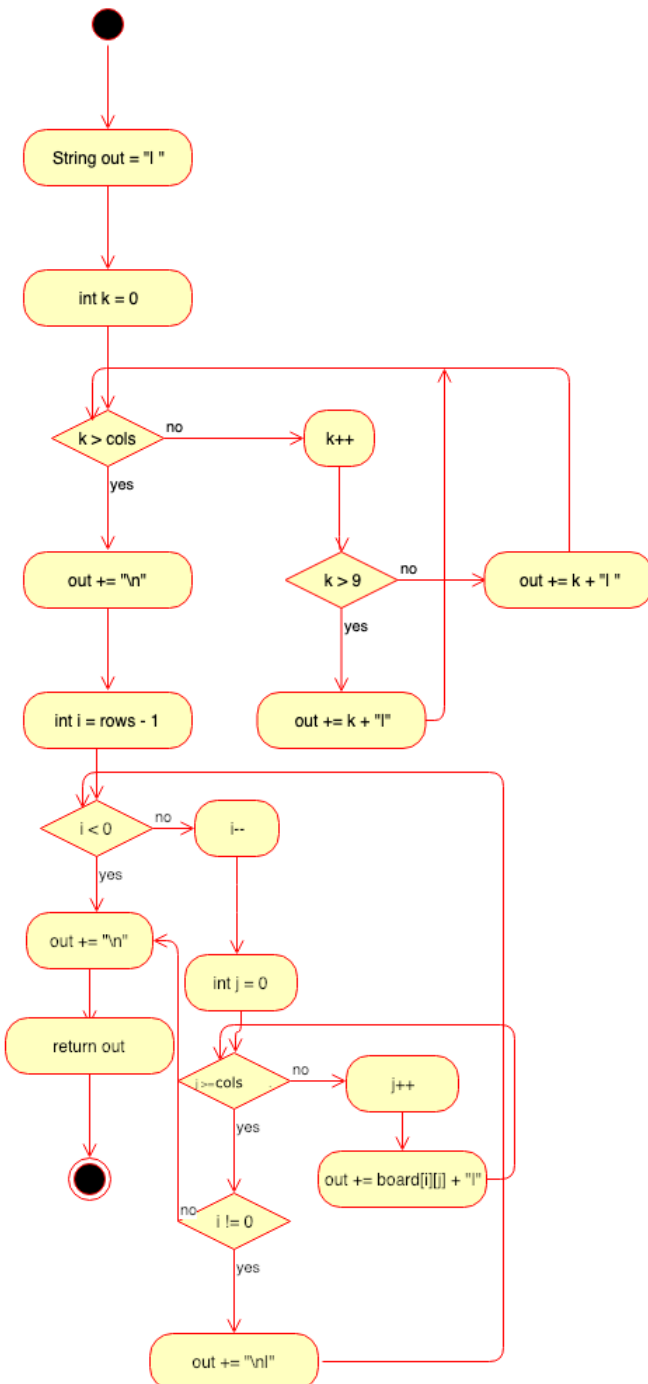 String out = "l "
int k = 0
k > cols
no
k++
yes
out += "\n"
k > 9
no
out += k + "l "
yes
int i = rows - 1
out += k + "l"
i < 0
no
i--
yes
out += "\n"
int j = 0
return out
j >= cols
no
j++
yes
out += board[i][j] + "l"
no
i != 0
yes
out += "\nl"